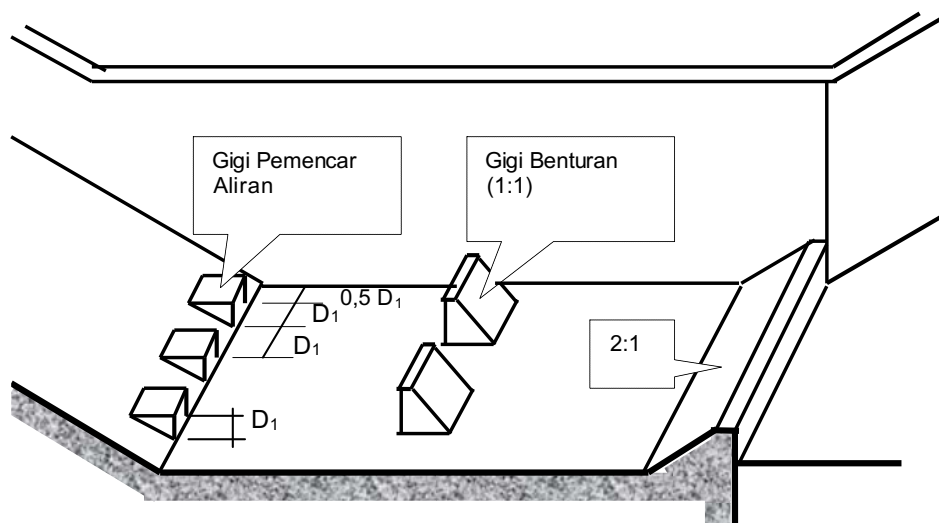 Gigi Pemencar
Aliran
Gigi Benturan
(1:1)
0,5 D₁
D₁
D₁
2:1
D₁